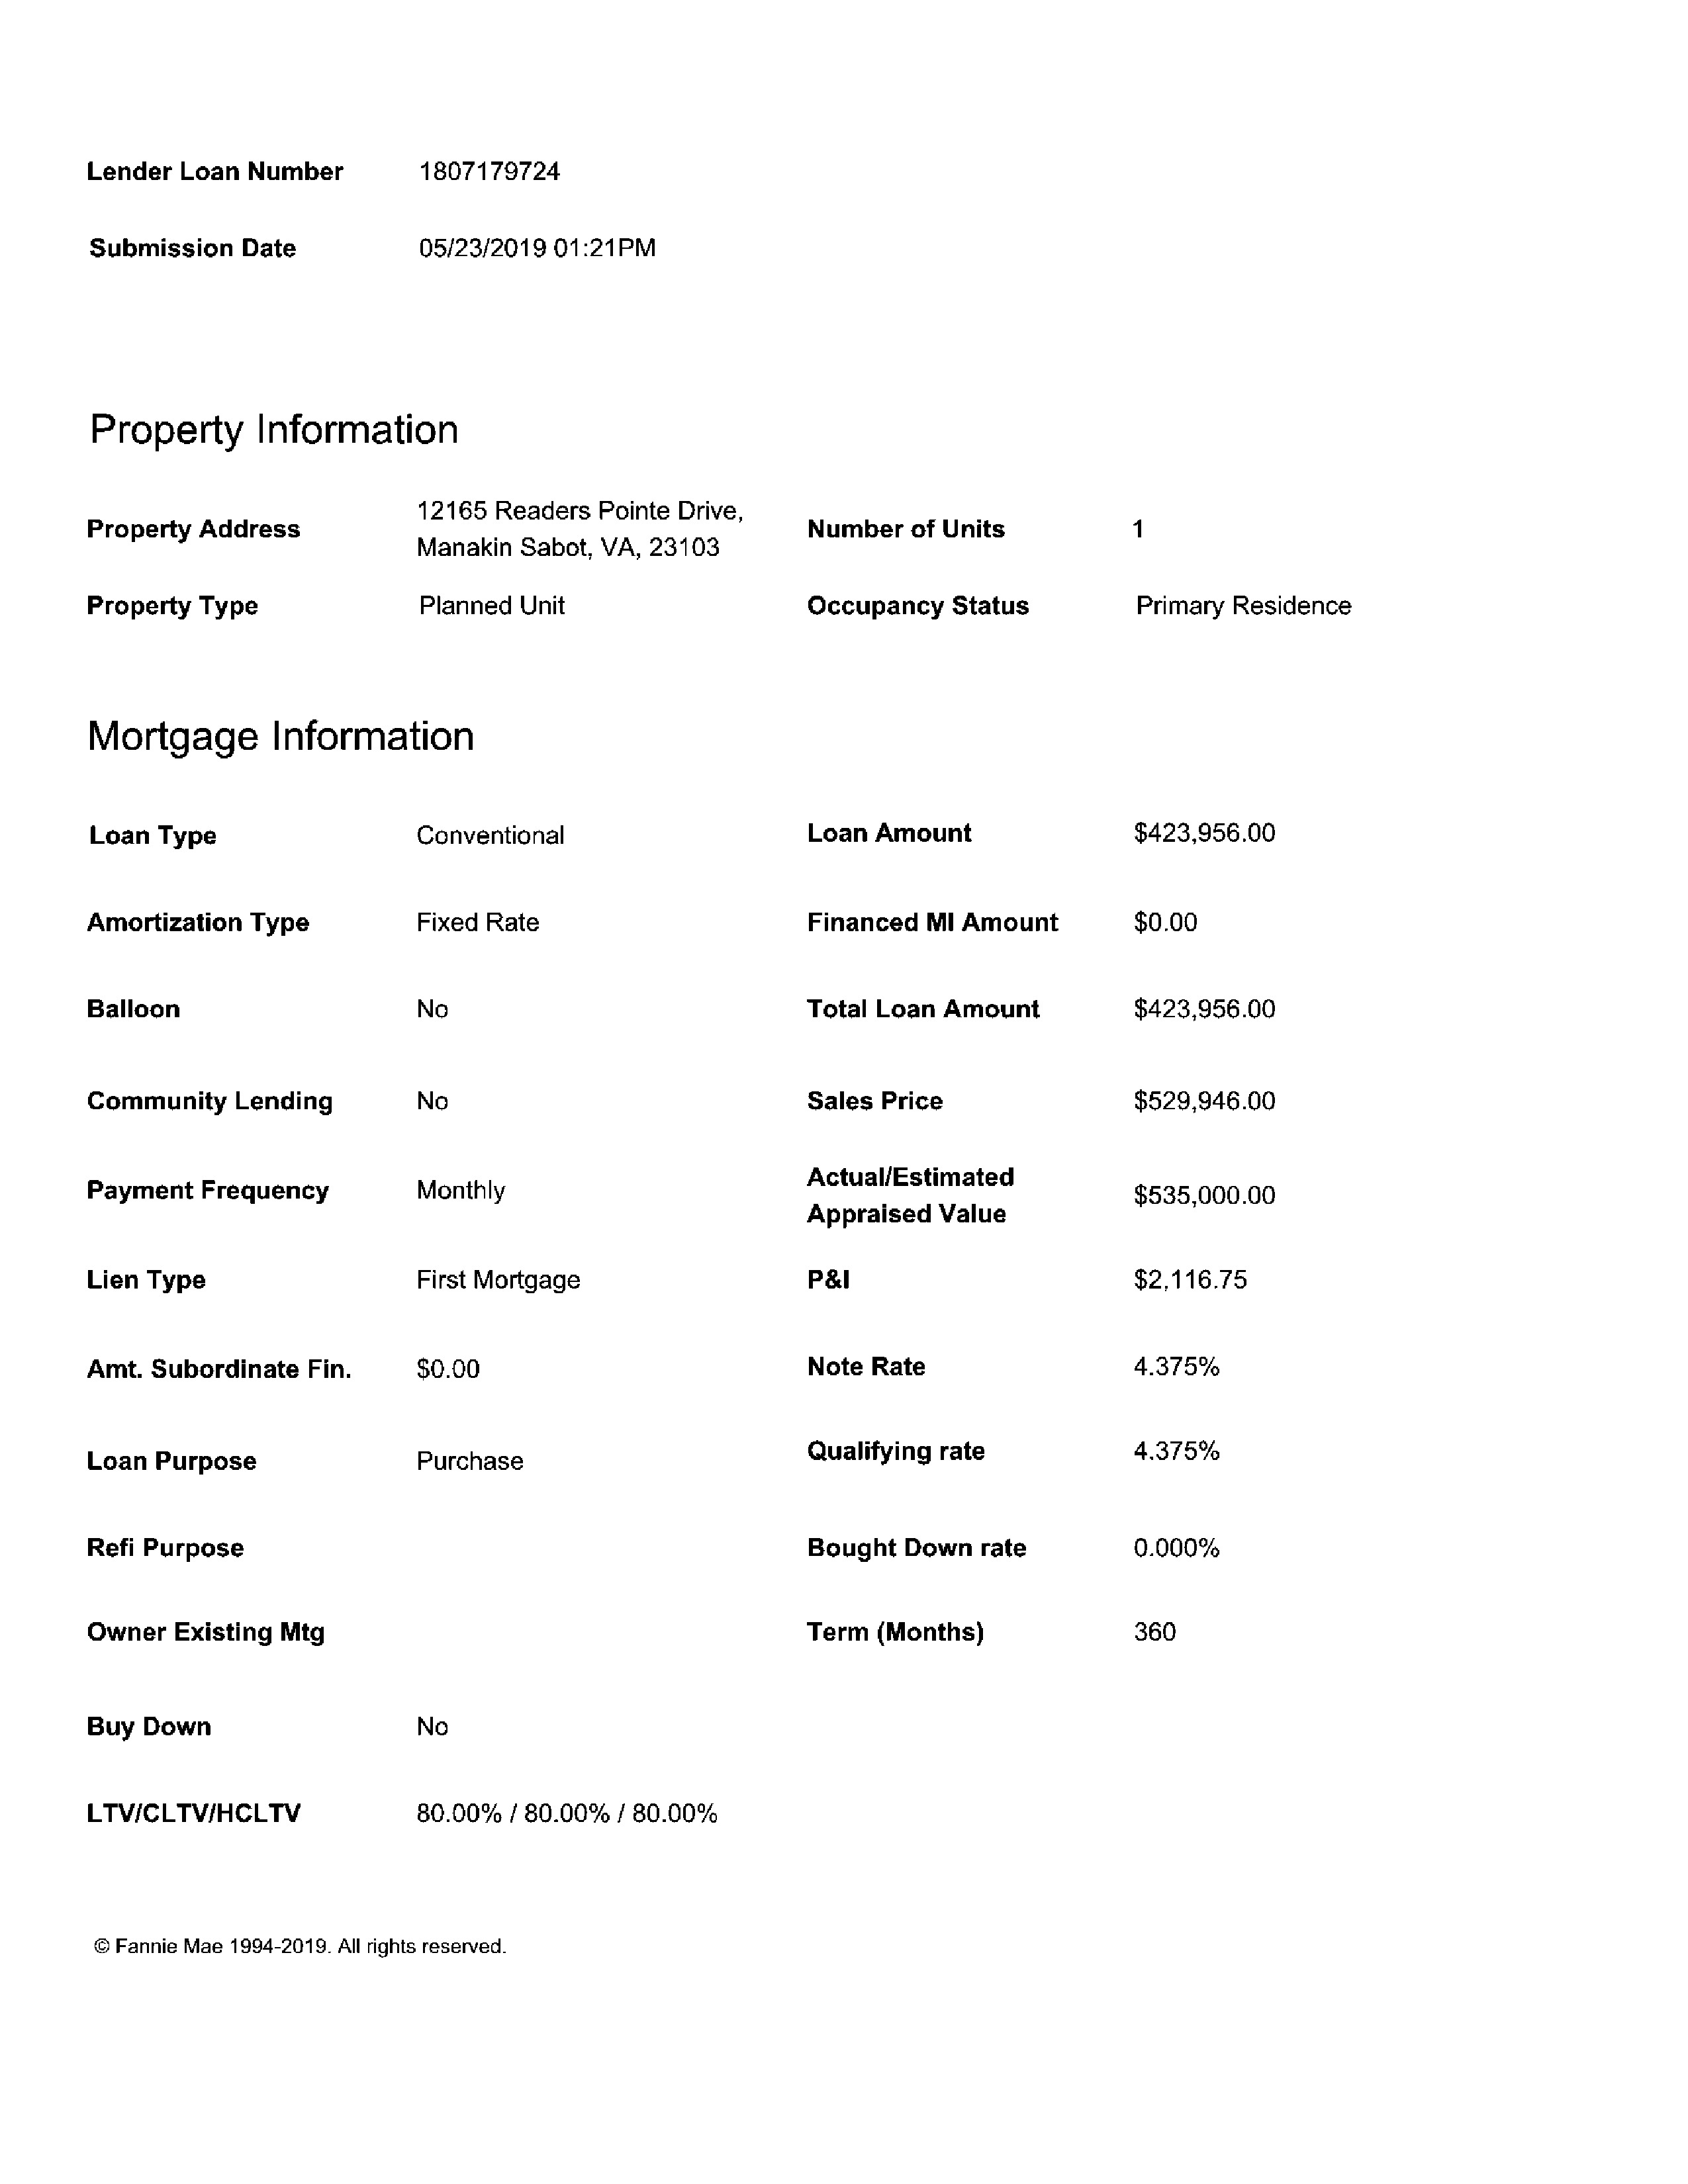 Lender Loan Number 1807179724
Submission Date 05/23/2019 01:21PM
Property Information
Property Address 12165 Readers Pointe Drive, Manakin Sabot, VA, 23103 Number of Units 1
Property Type Planned Unit Occupancy Status Primary Residence
Mortgage Information
Loan Type Conventional Loan Amount $423,956.00
Amortization Type Fixed Rate Financed MI Amount $0.00
Balloon No Total Loan Amount $423,956.00
Community Lending No Sales Price $529,946.00
Payment Frequency Monthly Actual/Estimated Appraised Value $535,000.00
Lien Type First Mortgage P&I $2,116.75
Amt. Subordinate Fin. $0.00 Note Rate 4.375%
Loan Purpose Purchase Qualifying rate 4.375%
Refi Purpose Bought Down rate 0.000%
Owner Existing Mtg Term (Months) 360
Buy Down No
LTV/CLTV/HCLTV 80.00% / 80.00% / 80.00%
© Fannie Mae 1994-2019. All rights reserved.